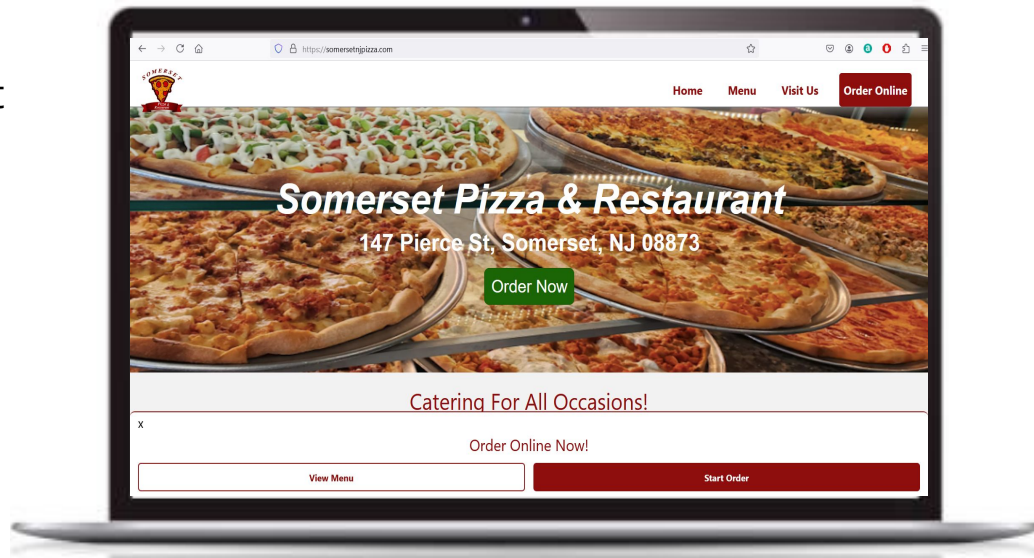 https://somersetnjpizza.com
SOMERSET
Home Menu Visit Us Order Online
Somerset Pizza & Restaurant
147 Pierce St, Somerset, NJ 08873
Order Now
Catering For All Occasions!
X
Order Online Now!
View Menu Start Order